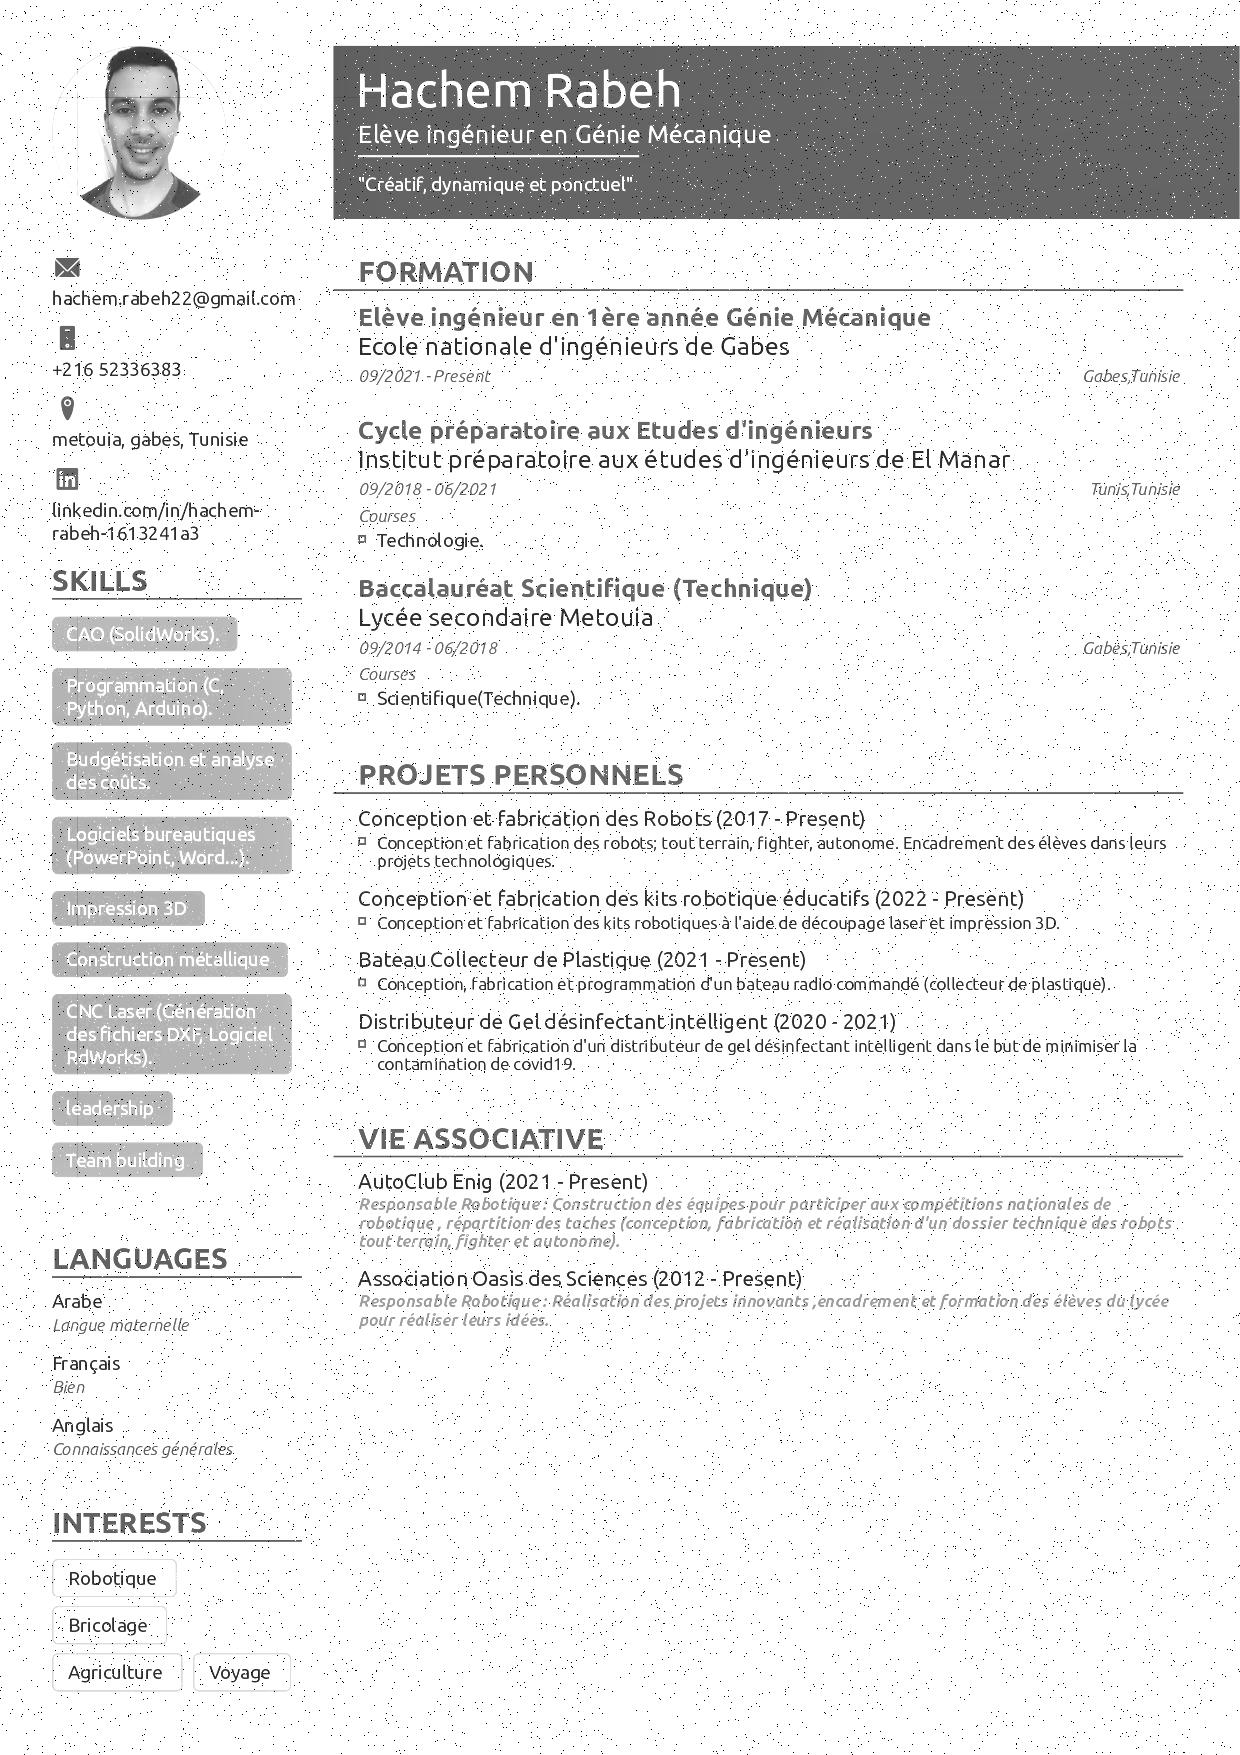 Hachem Rabeh
Elève ingénieur en Génie Mécanique
"Créatif, dynamique et ponctuel"
hachem.rabeh22@gmail.com
+216 52336383
metouia, gabes, Tunisie
in
linkedin.com/in/hachem-
rabeh-1613241a3
SKILLS
CAO (SolidWorks).
Programmation (C,
Python, Arduino).
Budgétisation et analyse
des coûts.
Logiciels bureautiques
(PowerPoint, Word...).
Impression 3D
Construction métallique
CNC Laser (Génération
des fichiers DXF, Logiciel
RdWorks).
leadership
Team building
LANGUAGES
Arabe
Langue maternelle
Français
Bien
Anglais
Connaissances générales
INTERESTS
Robotique
Bricolage
Agriculture Voyage
FORMATION
Elève ingénieur en 1ère année Génie Mécanique
Ecole nationale d'ingénieurs de Gabes
09/2021 - Present Gabes,Tunisie
Cycle préparatoire aux Etudes d'ingénieurs
Institut préparatoire aux études d'ingénieurs de El Manar
09/2018 - 06/2021 Tunis,Tunisie
Courses
Technologie.
Baccalauréat Scientifique (Technique)
Lycée secondaire Metouia
09/2014 - 06/2018 Gabès,Tunisie
Courses
Scientifique(Technique).
PROJETS PERSONNELS
Conception et fabrication des Robots (2017 - Present)
Conception et fabrication des robots; tout terrain, fighter, autonome. Encadrement des élèves dans leurs
projets technologiques.
Conception et fabrication des kits robotique éducatifs (2022 - Present)
Conception et fabrication des kits robotiques à l'aide de découpage laser et impression 3D.
Bateau Collecteur de Plastique (2021 - Present)
Conception, fabrication et programmation d'un bateau radio commandé (collecteur de plastique).
Distributeur de Gel désinfectant intelligent (2020 - 2021)
Conception et fabrication d'un distributeur de gel désinfectant intelligent dans le but de minimiser la
contamination de covid19.
VIE ASSOCIATIVE
AutoClub Enig (2021 - Present)
Responsable Robotique : Construction des équipes pour participer aux compétitions nationales de
robotique , répartition des taches (conception, fabrication et réalisation d'un dossier technique des robots
tout terrain, fighter et autonome).
Association Oasis des Sciences (2012 - Present)
Responsable Robotique : Réalisation des projets innovants ,encadrement et formation des élèves du lycée
pour réaliser leurs idées.